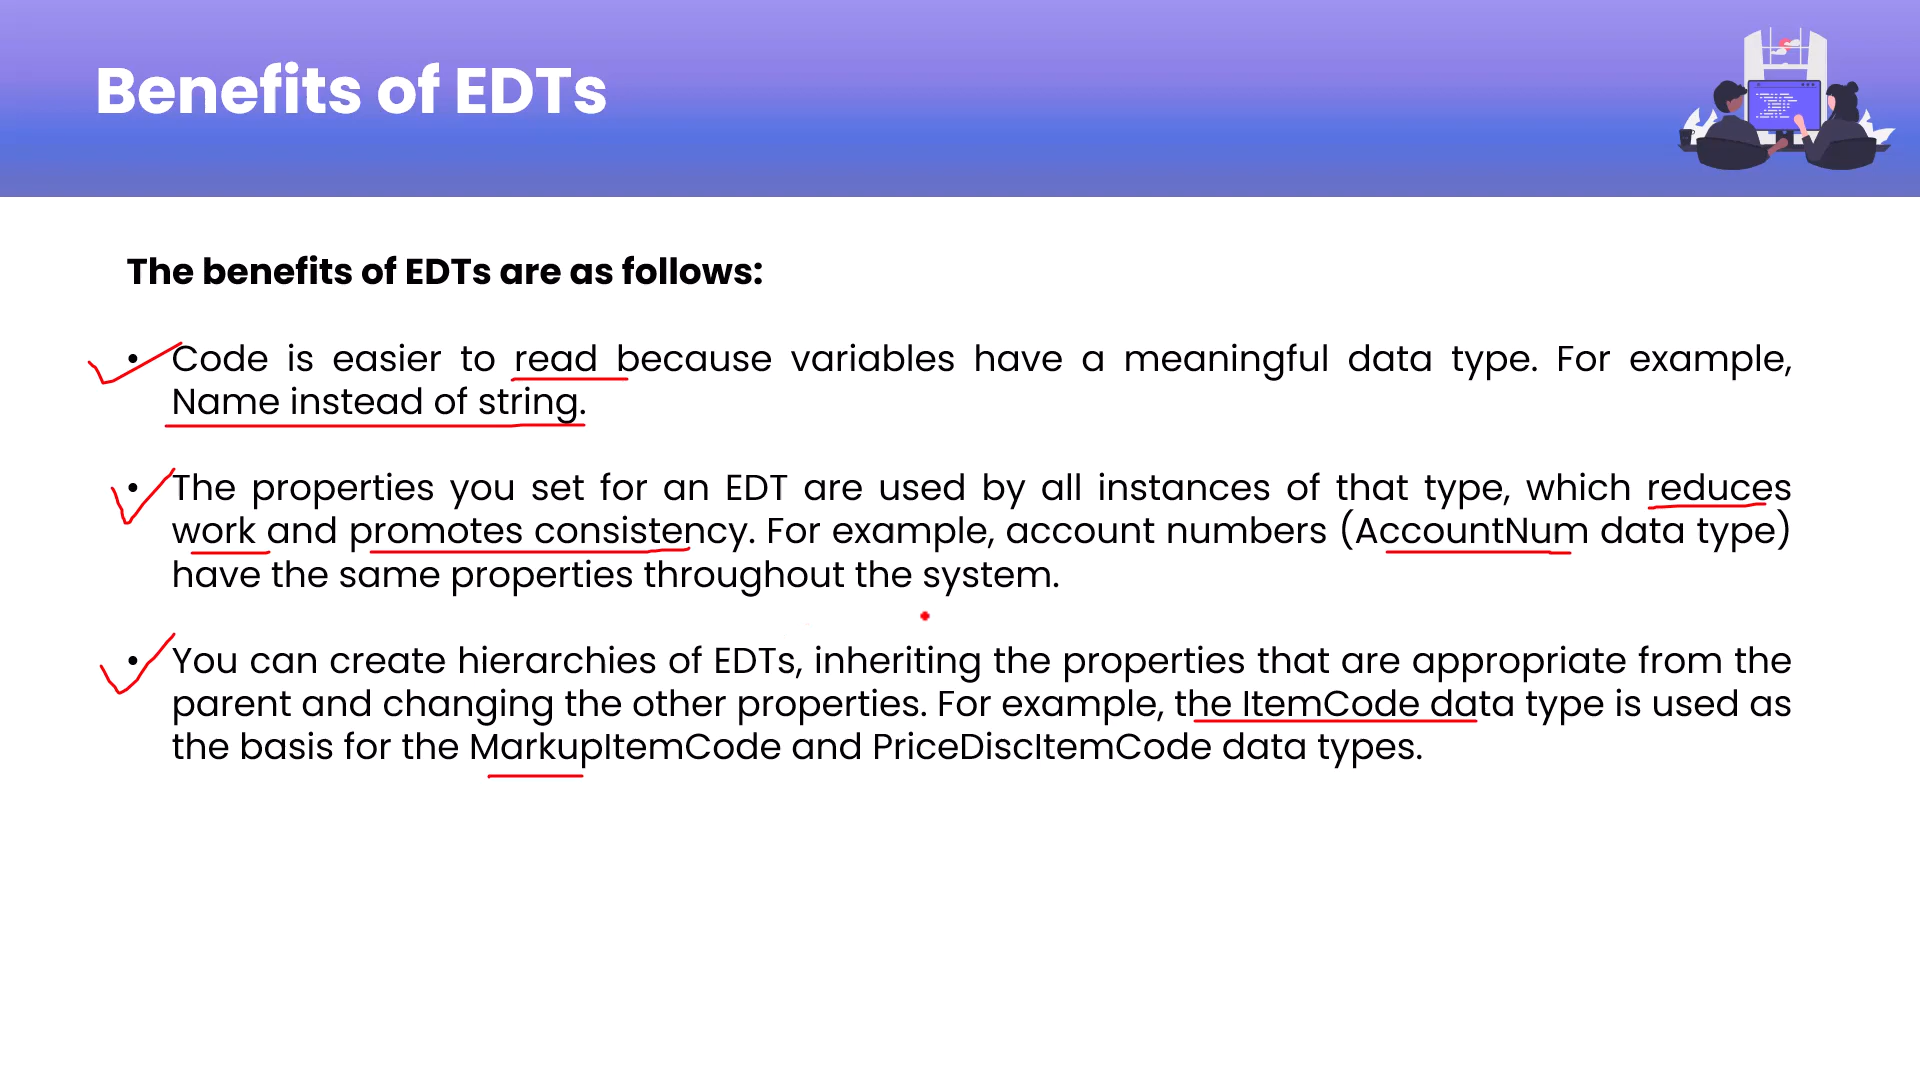 Benefits of EDTs
The benefits of EDTs are as follows:
• Code is easier to read because variables have a meaningful data type. For example,
Name instead of string.
• The properties you set for an EDT are used by all instances of that type, which reduces
work and promotes consistency. For example, account numbers (AccountNum data type)
have the same properties throughout the system.
• You can create hierarchies of EDTs, inheriting the properties that are appropriate from the
parent and changing the other properties. For example, the ItemCode data type is used as
the basis for the MarkupItemCode and PriceDiscItemCode data types.